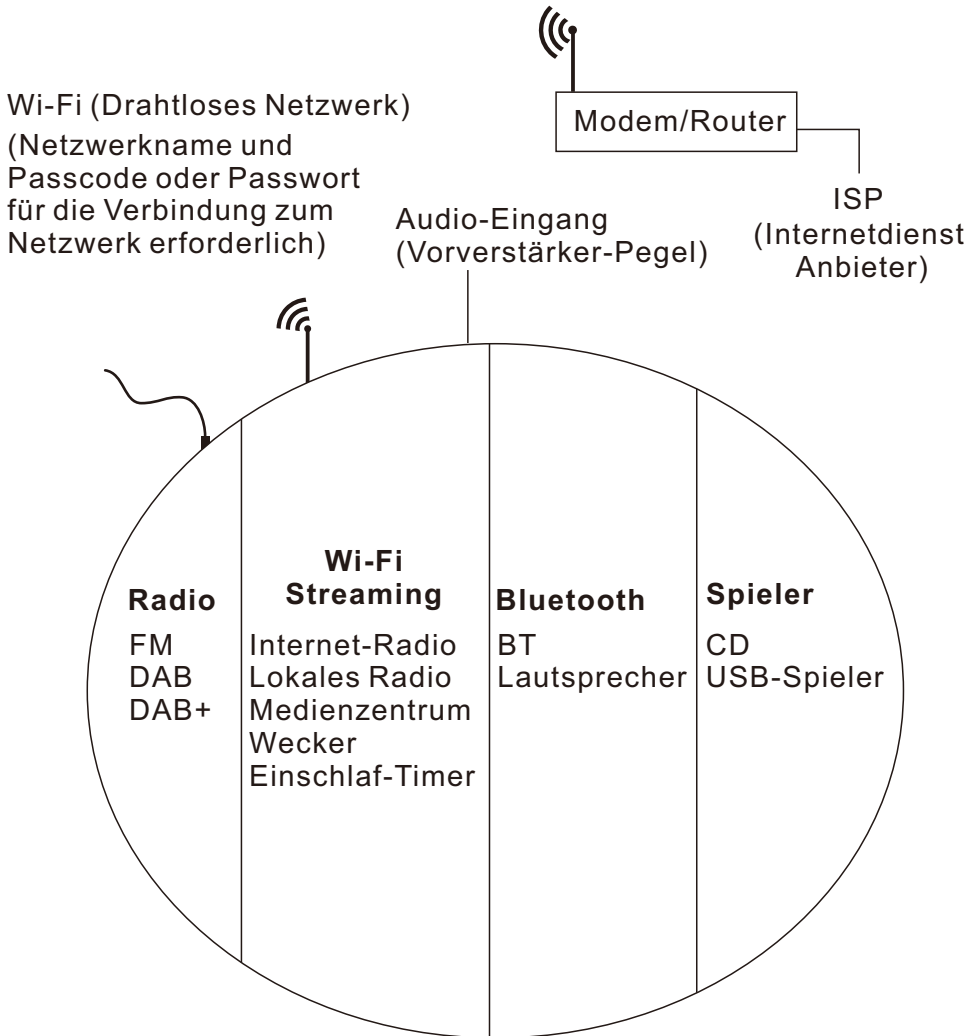 Wi-Fi (Drahtloses Netzwerk)
(Netzwerkname und
Passcode oder Passwort
für die Verbindung zum
Netzwerk erforderlich)
Modem/Router
ISP
(Internetdienst
Anbieter)
Audio-Eingang
(Vorverstärker-Pegel)
Radio
FM
DAB
DAB+
Wi-Fi
Streaming
Internet-Radio
Lokales Radio
Medienzentrum
Wecker
Einschlaf-Timer
Bluetooth
BT
Lautsprecher
Spieler
CD
USB-Spieler